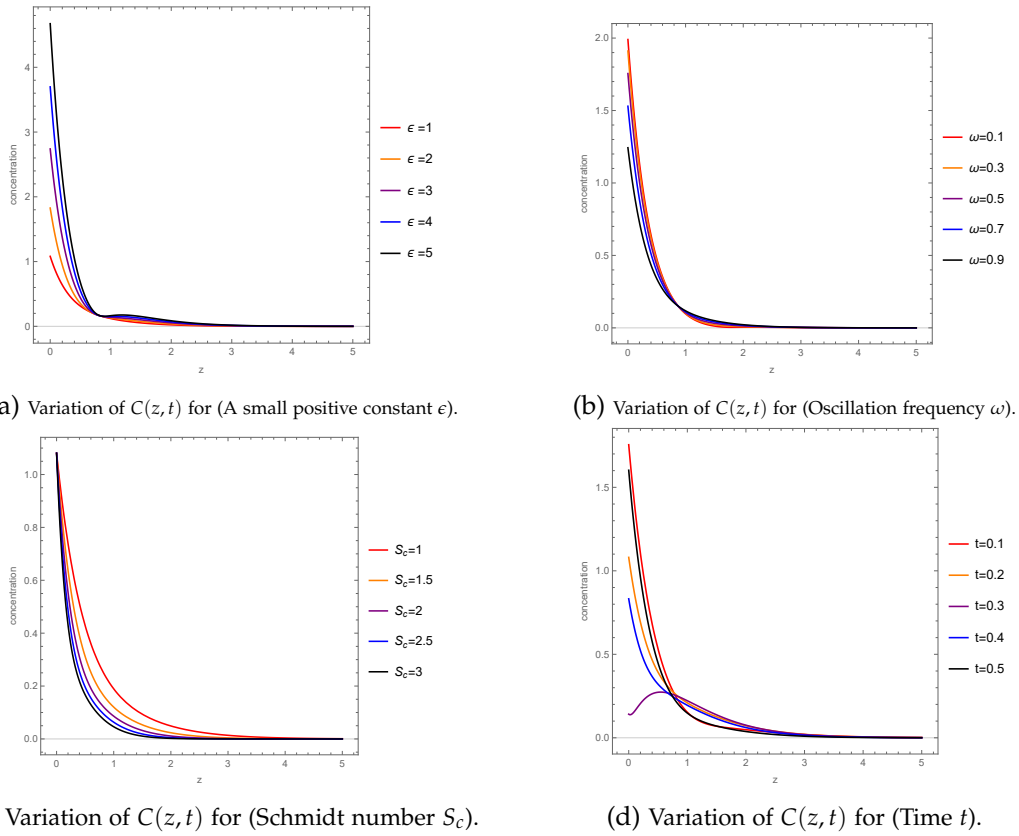 4
3
2
1
0
0 1 2 3 4 5
concentration
z
ϵ =1
ϵ =2
ϵ =3
ϵ =4
ϵ =5
2.0
1.5
1.0
0.5
0.0
0 1 2 3 4 5
concentration
z
ω=0.1
ω=0.3
ω=0.5
ω=0.7
ω=0.9
a) Variation of C(z, t) for (A small positive constant ϵ).
(b) Variation of C(z, t) for (Oscillation frequency ω).
1.0
0.8
0.6
0.4
0.2
0.0
0 1 2 3 4 5
concentration
z
S_c=1
S_c=1.5
S_c=2
S_c=2.5
S_c=3
1.5
1.0
0.5
0.0
0 1 2 3 4 5
concentration
z
t=0.1
t=0.2
t=0.3
t=0.4
t=0.5
Variation of C(z, t) for (Schmidt number S_c).
(d) Variation of C(z, t) for (Time t).